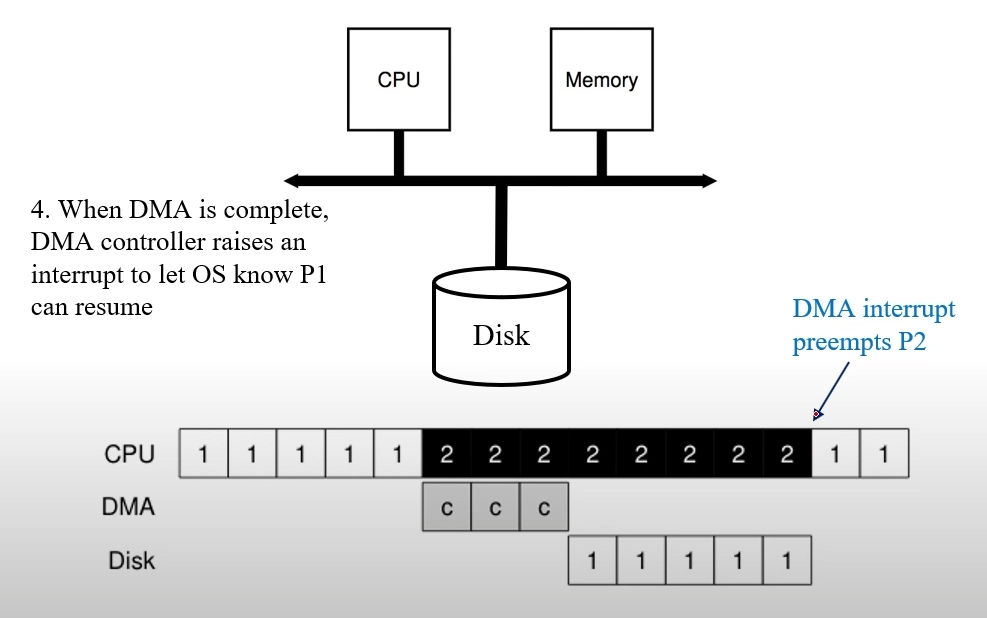 CPU
Memory
4. When DMA is complete,
DMA controller raises an
interrupt to let OS know P1
can resume
Disk
DMA interrupt
preempts P2
CPU 1 1 1 1 1 2 2 2 2 2 2 2 2 1 1
DMA c c c
Disk 1 1 1 1 1